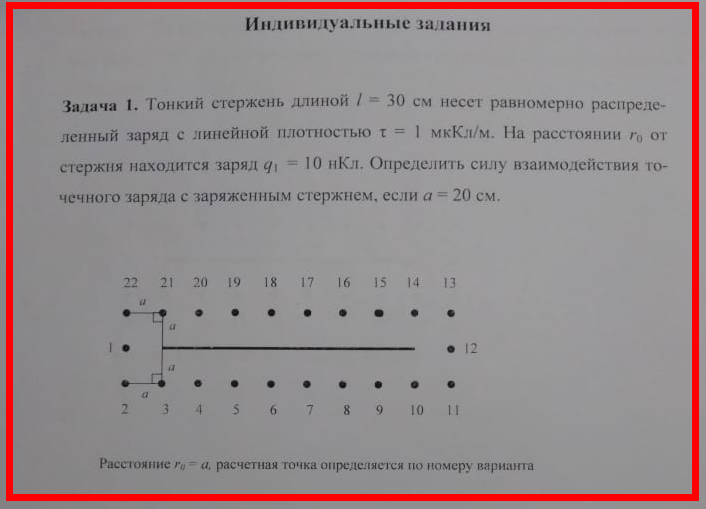 Индивидуальные задания
Задача 1. Тонкий стержень длиной l = 30 см несет равномерно распреде-
ленный заряд с линейной плотностью τ = 1 мкКл/м. На расстоянии r₀ от
стержня находится заряд q₁ = 10 нКл. Определить силу взаимодействия то-
чечного заряда с заряженным стержнем, если a = 20 см.
22 21 20 19 18 17 16 15 14 13
a
a
1 12
a
a
2 3 4 5 6 7 8 9 10 11
Расстояние r₀ = a, расчетная точка определяется по номеру варианта